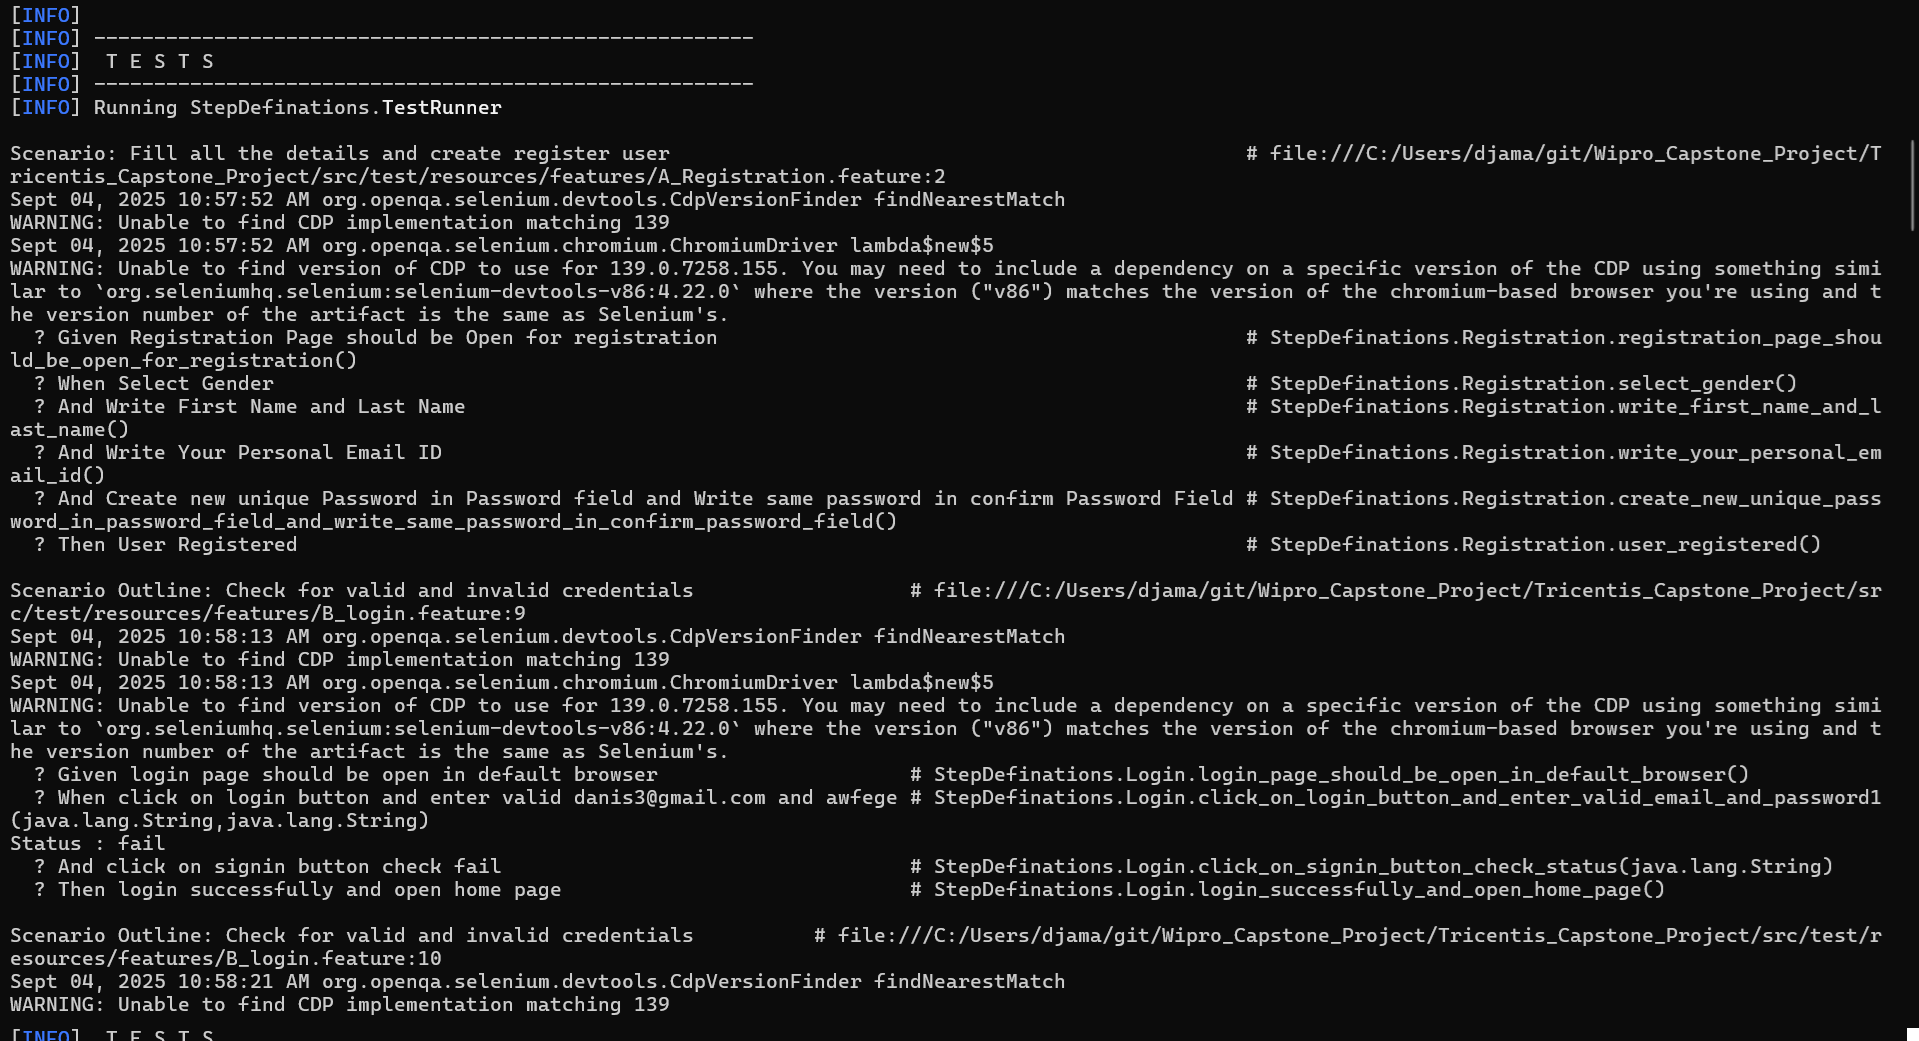 [INFO]
[INFO] -------------------------------------------------------
[INFO]  T E S T S
[INFO] -------------------------------------------------------
[INFO] Running StepDefinations.TestRunner
Scenario: Fill all the details and create register user # file:///C:/Users/djama/git/Wipro_Capstone_Project/T
ricentis_Capstone_Project/src/test/resources/features/A_Registration.feature:2
Sept 04, 2025 10:57:52 AM org.openqa.selenium.devtools.CdpVersionFinder findNearestMatch
WARNING: Unable to find CDP implementation matching 139
Sept 04, 2025 10:57:52 AM org.openqa.selenium.chromium.ChromiumDriver lambda$new$5
WARNING: Unable to find version of CDP to use for 139.0.7258.155. You may need to include a dependency on a specific version of the CDP using something simi
lar to `org.seleniumhq.selenium:selenium-devtools-v86:4.22.0` where the version ("v86") matches the version of the chromium-based browser you're using and t
he version number of the artifact is the same as Selenium's.
  ? Given Registration Page should be Open for registration # StepDefinations.Registration.registration_page_shou
ld_be_open_for_registration()
  ? When Select Gender # StepDefinations.Registration.select_gender()
  ? And Write First Name and Last Name # StepDefinations.Registration.write_first_name_and_l
ast_name()
  ? And Write Your Personal Email ID # StepDefinations.Registration.write_your_personal_em
ail_id()
  ? And Create new unique Password in Password field and Write same password in confirm Password Field # StepDefinations.Registration.create_new_unique_pass
word_in_password_field_and_write_same_password_in_confirm_password_field()
  ? Then User Registered # StepDefinations.Registration.user_registered()
Scenario Outline: Check for valid and invalid credentials # file:///C:/Users/djama/git/Wipro_Capstone_Project/Tricentis_Capstone_Project/sr
c/test/resources/features/B_login.feature:9
Sept 04, 2025 10:58:13 AM org.openqa.selenium.devtools.CdpVersionFinder findNearestMatch
WARNING: Unable to find CDP implementation matching 139
Sept 04, 2025 10:58:13 AM org.openqa.selenium.chromium.ChromiumDriver lambda$new$5
WARNING: Unable to find version of CDP to use for 139.0.7258.155. You may need to include a dependency on a specific version of the CDP using something simi
lar to `org.seleniumhq.selenium:selenium-devtools-v86:4.22.0` where the version ("v86") matches the version of the chromium-based browser you're using and t
he version number of the artifact is the same as Selenium's.
  ? Given login page should be open in default browser # StepDefinations.Login.login_page_should_be_open_in_default_browser()
  ? When click on login button and enter valid danis3@gmail.com and awfege # StepDefinations.Login.click_on_login_button_and_enter_valid_email_and_password1
(java.lang.String,java.lang.String)
Status : fail
  ? And click on signin button check fail # StepDefinations.Login.click_on_signin_button_check_status(java.lang.String)
  ? Then login successfully and open home page # StepDefinations.Login.login_successfully_and_open_home_page()
Scenario Outline: Check for valid and invalid credentials # file:///C:/Users/djama/git/Wipro_Capstone_Project/Tricentis_Capstone_Project/src/test/r
esources/features/B_login.feature:10
Sept 04, 2025 10:58:21 AM org.openqa.selenium.devtools.CdpVersionFinder findNearestMatch
WARNING: Unable to find CDP implementation matching 139
[INFO]  T E S T S